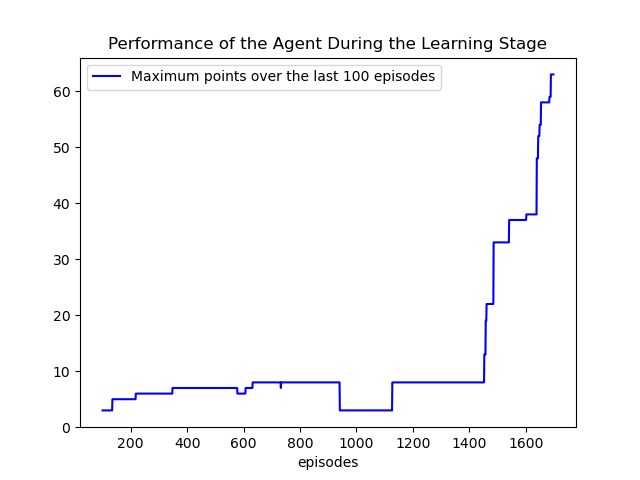 Performance of the Agent During the Learning Stage
Maximum points over the last 100 episodes
60
50
40
30
20
10
0
200 400 600 800 1000 1200 1400 1600
episodes